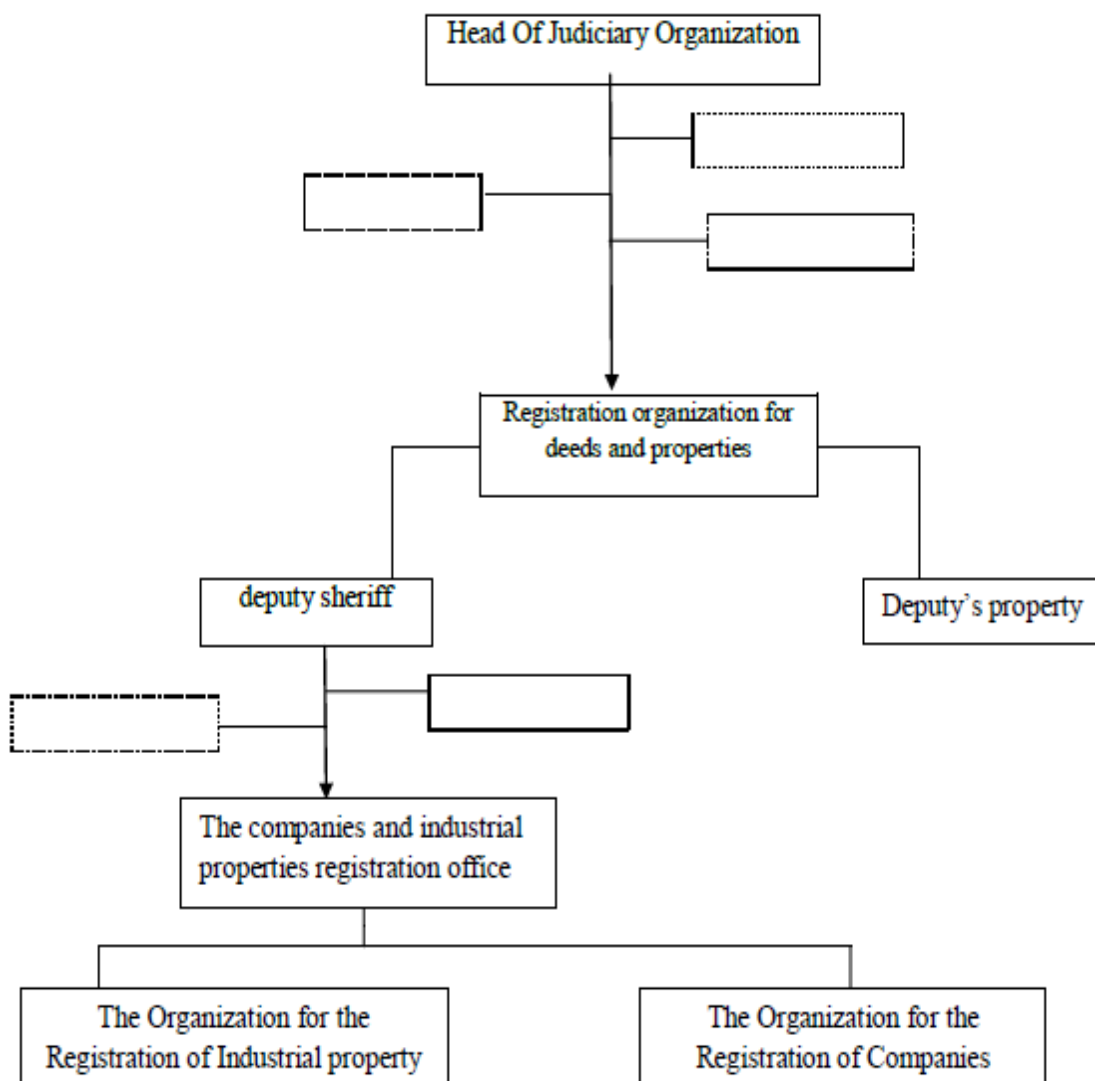 Head Of Judiciary Organization
Registration organization for
deeds and properties
deputy sheriff
Deputy’s property
The companies and industrial
properties registration office
The Organization for the
Registration of Industrial property
The Organization for the
Registration of Companies